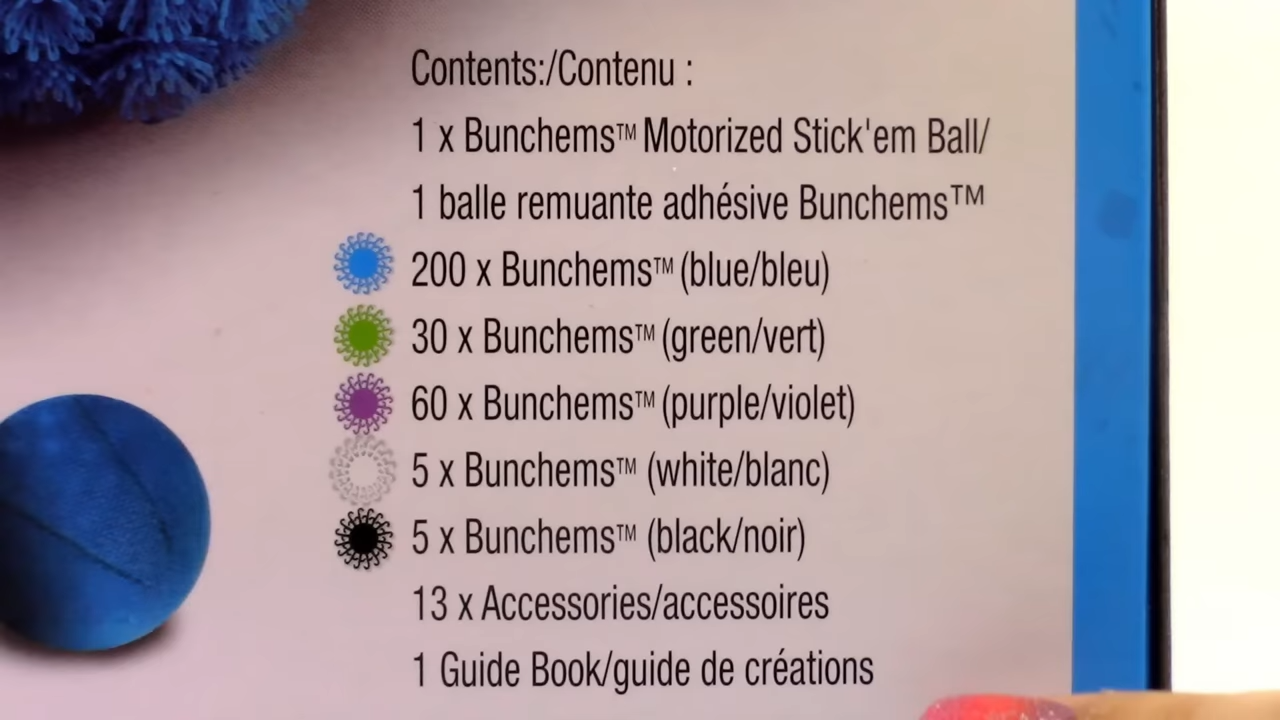 Contents:/Contenu :
1 x Bunchems™ Motorized Stick'em Ball/
1 balle remuante adhésive Bunchems™
200 x Bunchems™ (blue/bleu)
30 x Bunchems™ (green/vert)
60 x Bunchems™ (purple/violet)
5 x Bunchems™ (white/blanc)
5 x Bunchems™ (black/noir)
13 x Accessories/accessoires
1 Guide Book/guide de créations